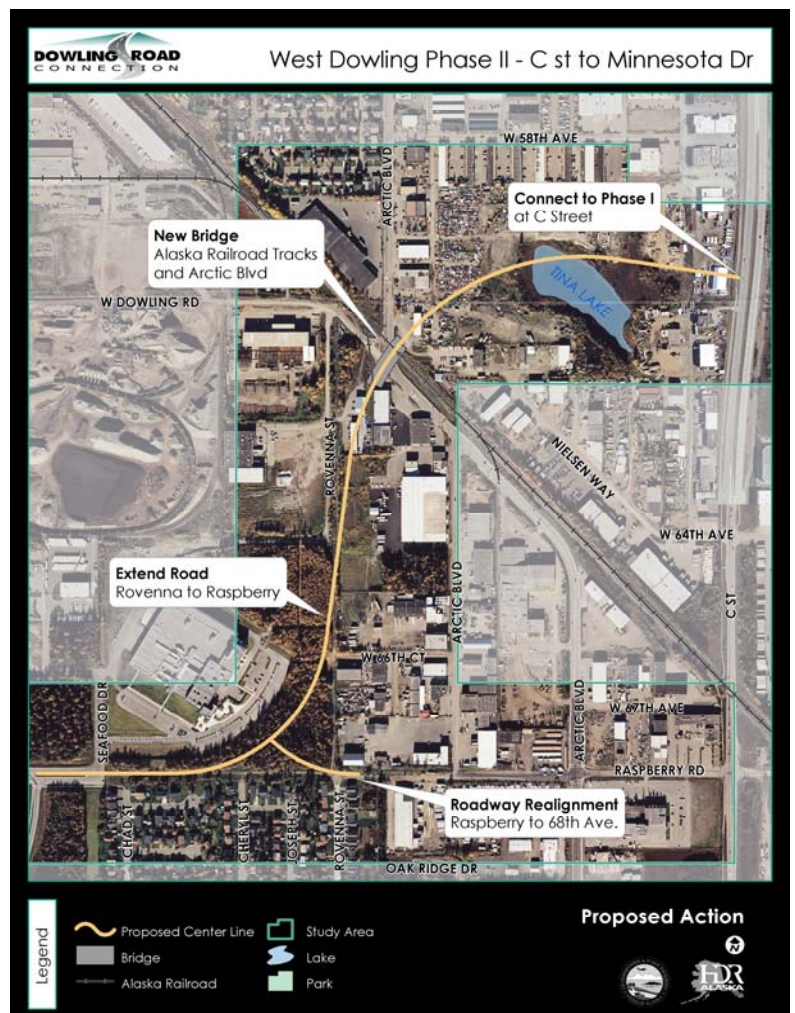 DOWLING ROAD
CONNECTION
West Dowling Phase II - C st to Minnesota Dr
W 58TH AVE
ARCTIC BLVD
Connect to Phase I
at C Street
New Bridge
Alaska Railroad Tracks
and Arctic Blvd
TINA LAKE
W DOWLING RD
ROVENNA ST
NIELSEN WAY
W 64TH AVE
Extend Road
Rovenna to Raspberry
ARCTIC BLVD
C ST
W 66TH CT
SEAFOOD DR
ARCTIC BLVD
W 67TH AVE
RASPBERRY RD
Roadway Realignment
Raspberry to 68th Ave.
CHAD ST
CHERYL ST
JOSEPH ST
ROVENNA ST
OAK RIDGE DR
Legend
Proposed Center Line
Bridge
Alaska Railroad
Study Area
Lake
Park
Proposed Action
N
HDR
ALASKA